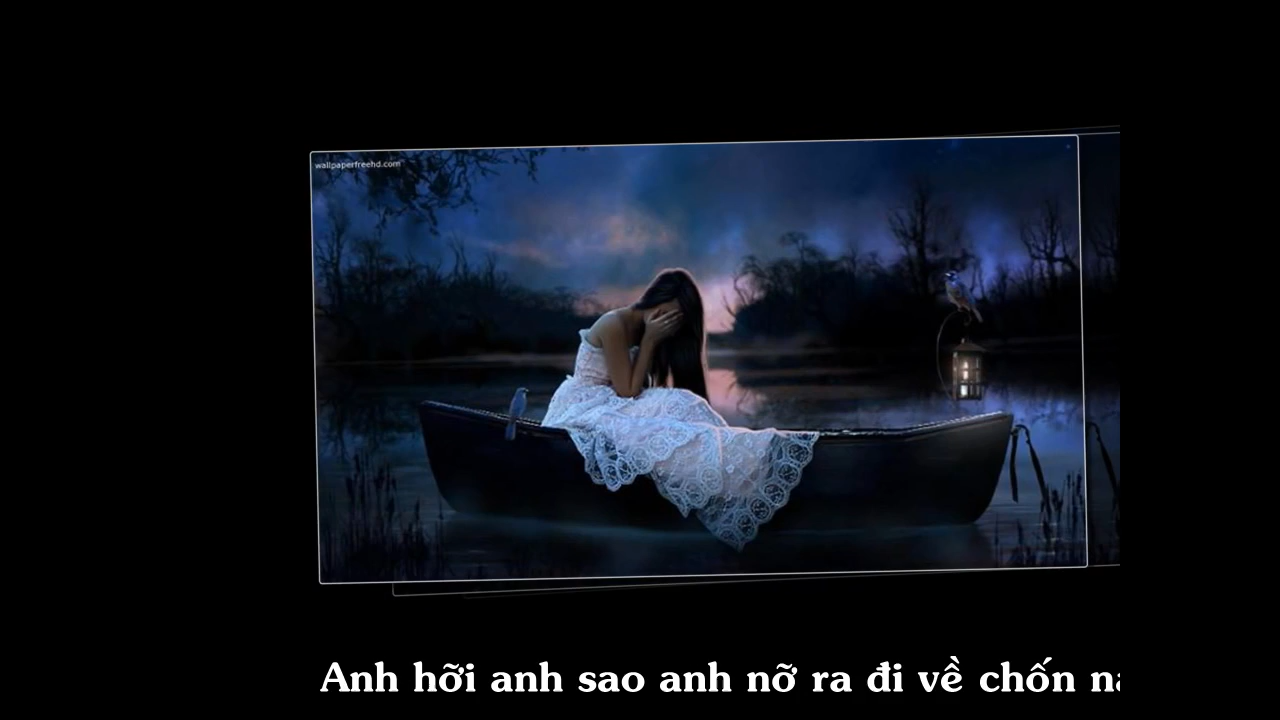 wallpaperfreehd.com
Anh hỡi anh sao anh nỡ ra đi về chốn